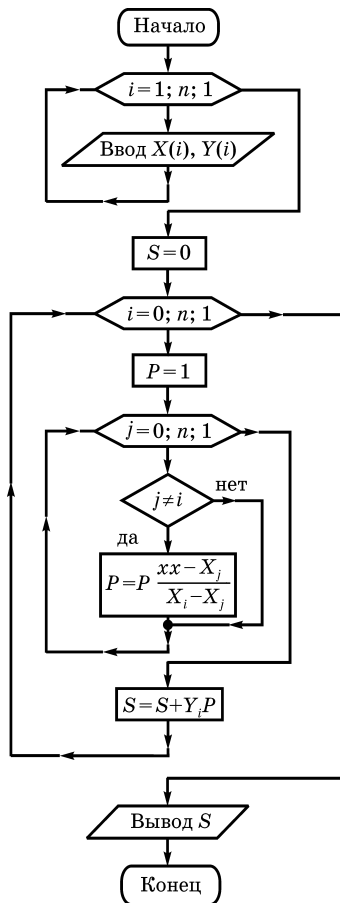 Начало
i=1; n; 1
Ввод X(i), Y(i)
S=0
i=0; n; 1
P=1
j=0; n; 1
j≠i
нет
да
P=P (xx−X_j)/(X_i−X_j)
S=S+Y_iP
Вывод S
Конец